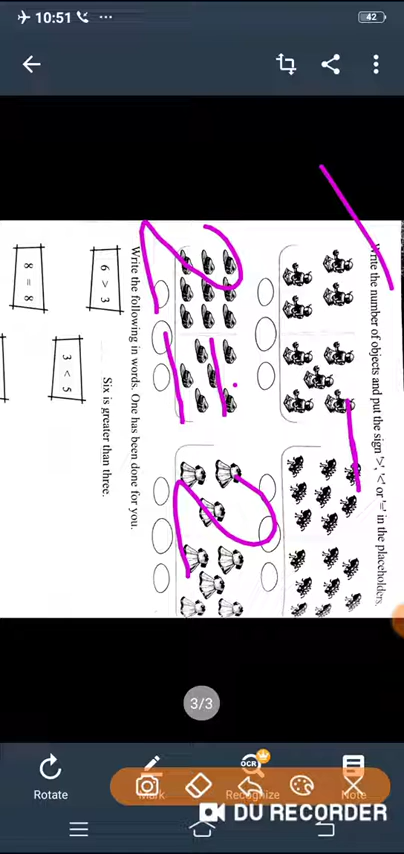 10:51
42
Write the number of objects and put the sign '>', '<' or '=' in the placeholders.
Write the following in words. One has been done for you.
6 > 3
Six is greater than three.
8 = 8
3 < 5
3/3
OCR
Rotate
Mark
Recognize
Note
DU RECORDER